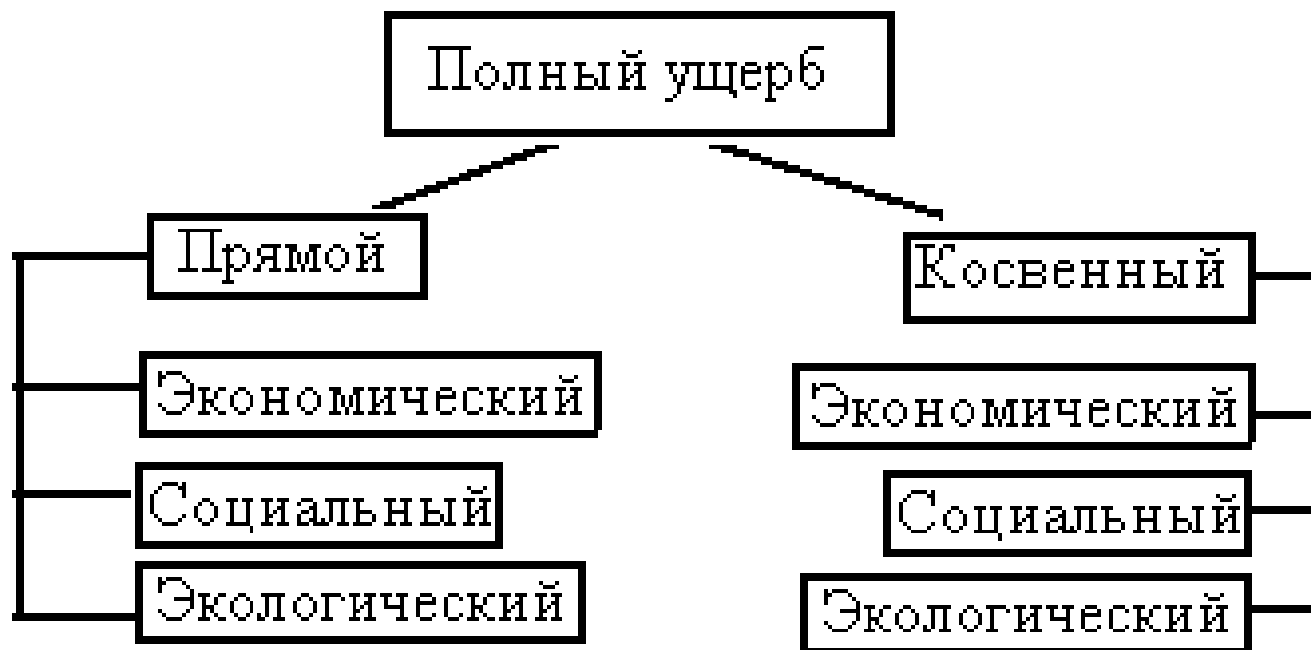 Полный ущерб
Прямой
Косвенный
Экономический
Экономический
Социальный
Социальный
Экологический
Экологический